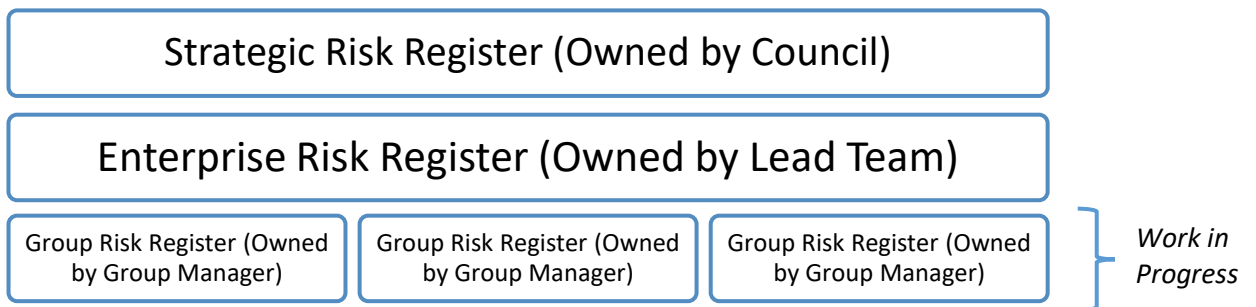 Strategic Risk Register (Owned by Council)
Enterprise Risk Register (Owned by Lead Team)
Group Risk Register (Owned
by Group Manager)
Group Risk Register (Owned
by Group Manager)
Group Risk Register (Owned
by Group Manager)
Work in
Progress